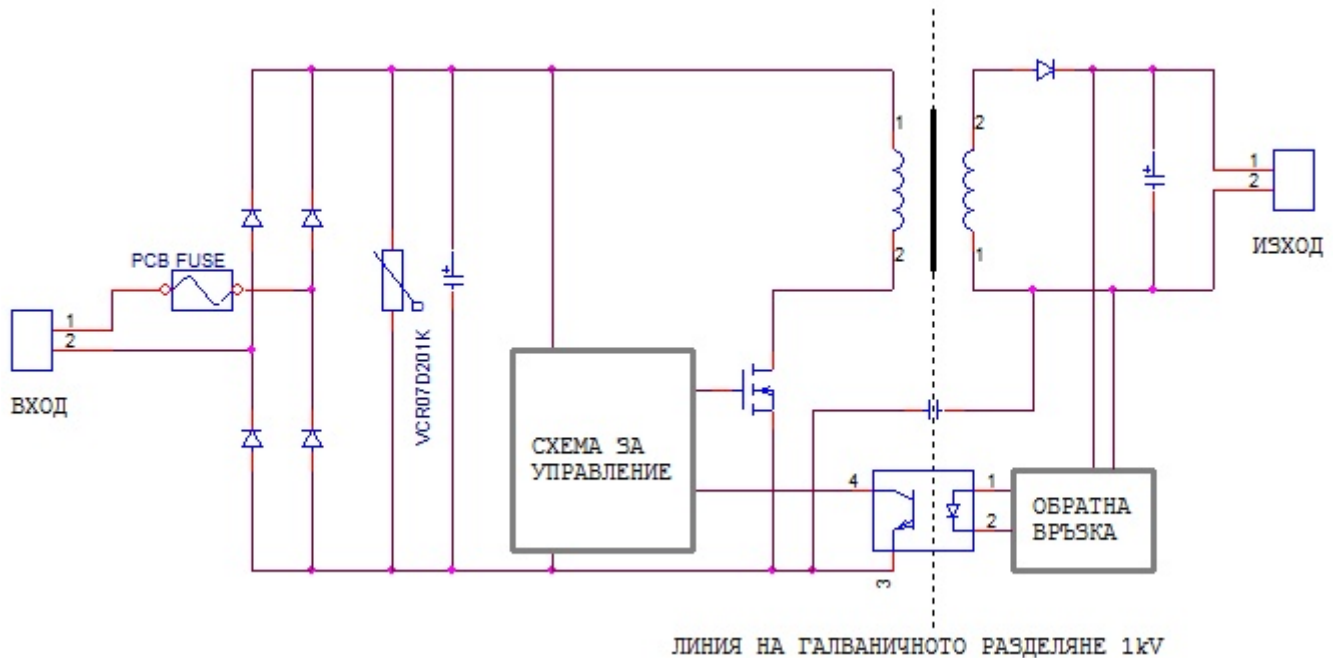 1
2
PCB FUSE
1
2
ВХОД
VCR07D201K
1
2
2
1
ИЗХОД
СХЕМА ЗА
УПРАВЛЕНИЕ
4
3
1
2
ОБРАТНА
ВРЪЗКА
ЛИНИЯ НА ГАЛВАНИЧНОТО РАЗДЕЛЯНЕ 1kV